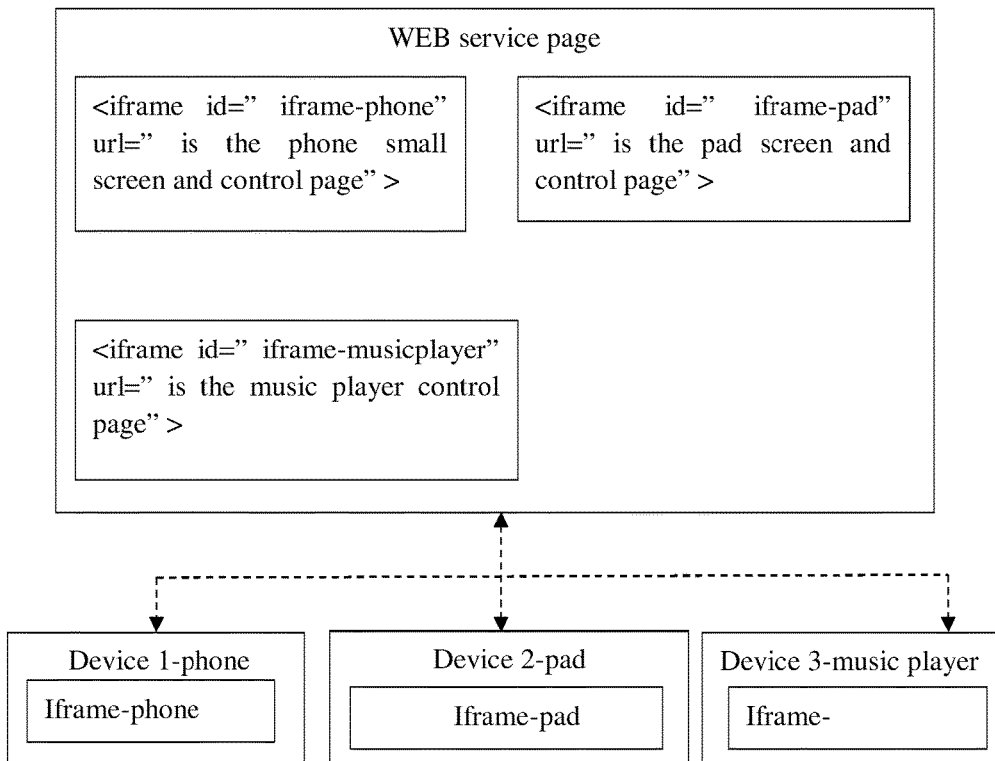 WEB service page
<iframe id=” iframe-phone”
url=” is the phone small
screen and control page” >
<iframe id=” iframe-pad”
url=” is the pad screen and
control page” >
<iframe id=” iframe-musicplayer”
url=” is the music player control
page” >
Device 1-phone
Iframe-phone
Device 2-pad
Iframe-pad
Device 3-music player
Iframe-